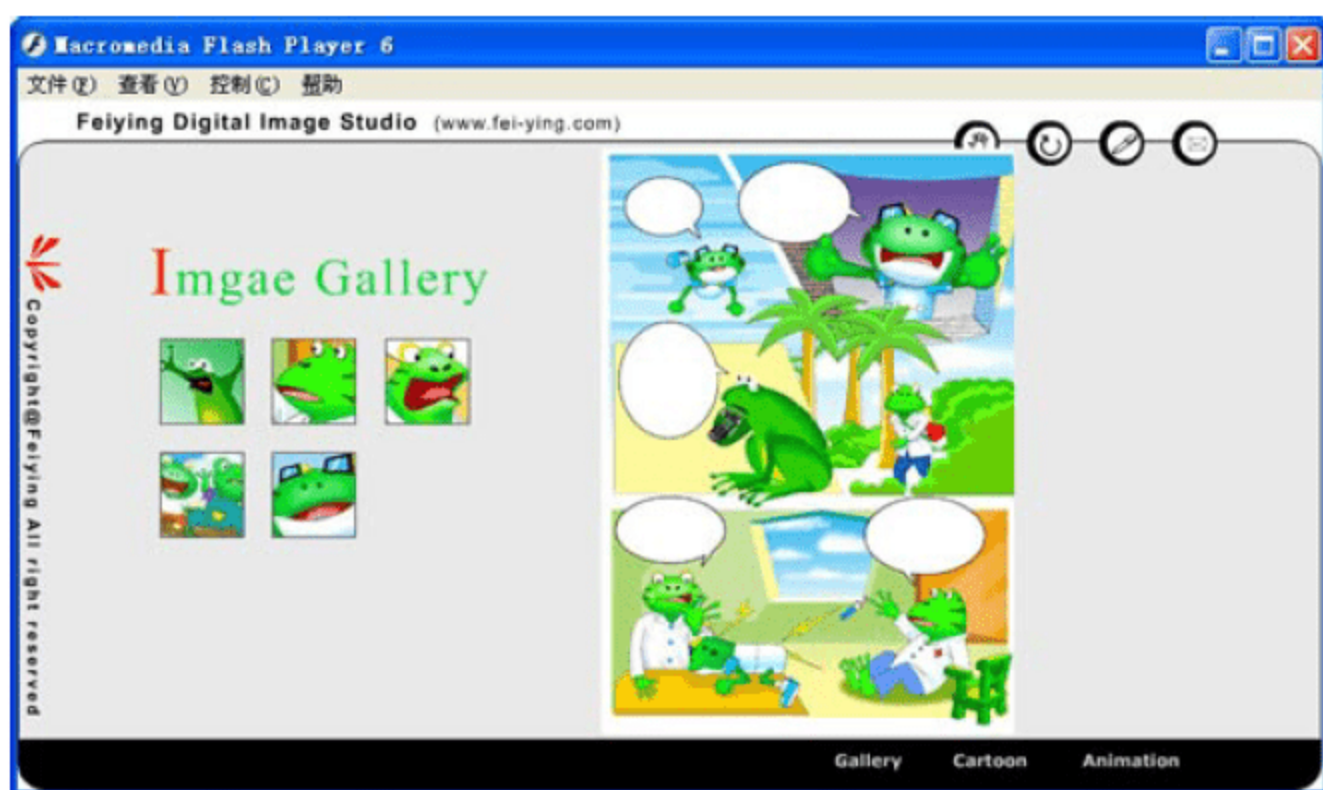 Macromedia Flash Player 6
文件(F) 查看(V) 控制(C) 帮助
Feiying Digital Image Studio (www.fei-ying.com)
Imgae Gallery
Copyright@Feiying All right reserved
Gallery Cartoon Animation